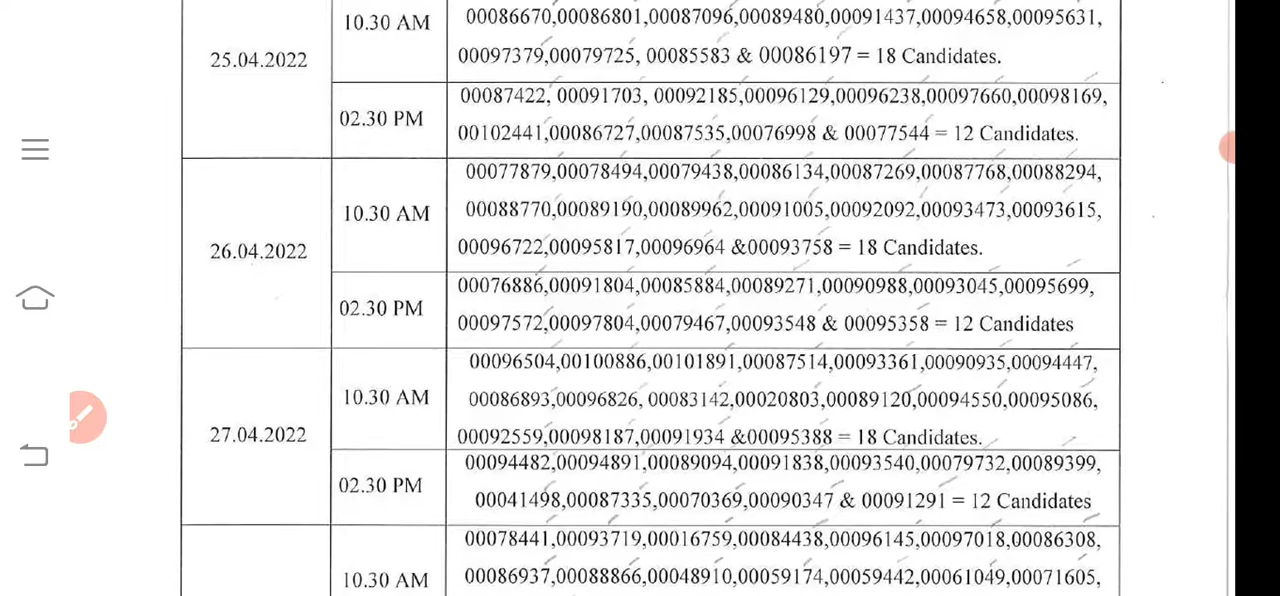 10.30 AM
00086670,00086801,00087096,00089480,00091437,00094658,00095631,
25.04.2022
00097379,00079725, 00085583 & 00086197 = 18 Candidates.
02.30 PM
00087422, 00091703, 00092185,00096129,00096238,00097660,00098169,
00102441,00086727,00087535,00076998 & 00077544 = 12 Candidates.
26.04.2022
10.30 AM
00077879,00078494,00079438,00086134,00087269,00087768,00088294,
00088770,00089190,00089962,00091005,00092092,00093473,00093615,
00096722,00095817,00096964 &00093758 = 18 Candidates.
02.30 PM
00076886,00091804,00085884,00089271,00090988,00093045,00095699,
00097572,00097804,00079467,00093548 & 00095358 = 12 Candidates
27.04.2022
10.30 AM
00096504,00100886,00101891,00087514,00093361,00090935,00094447,
00086893,00096826, 00083142,00020803,00089120,00094550,00095086,
00092559,00098187,00091934 &00095388 = 18 Candidates.
02.30 PM
00094482,00094891,00089094,00091838,00093540,00079732,00089399,
00041498,00087335,00070369,00090347 & 00091291 = 12 Candidates
10.30 AM
00078441,00093719,00016759,00084438,00096145,00097018,00086308,
00086937,00088866,00048910,00059174,00059442,00061049,00071605,